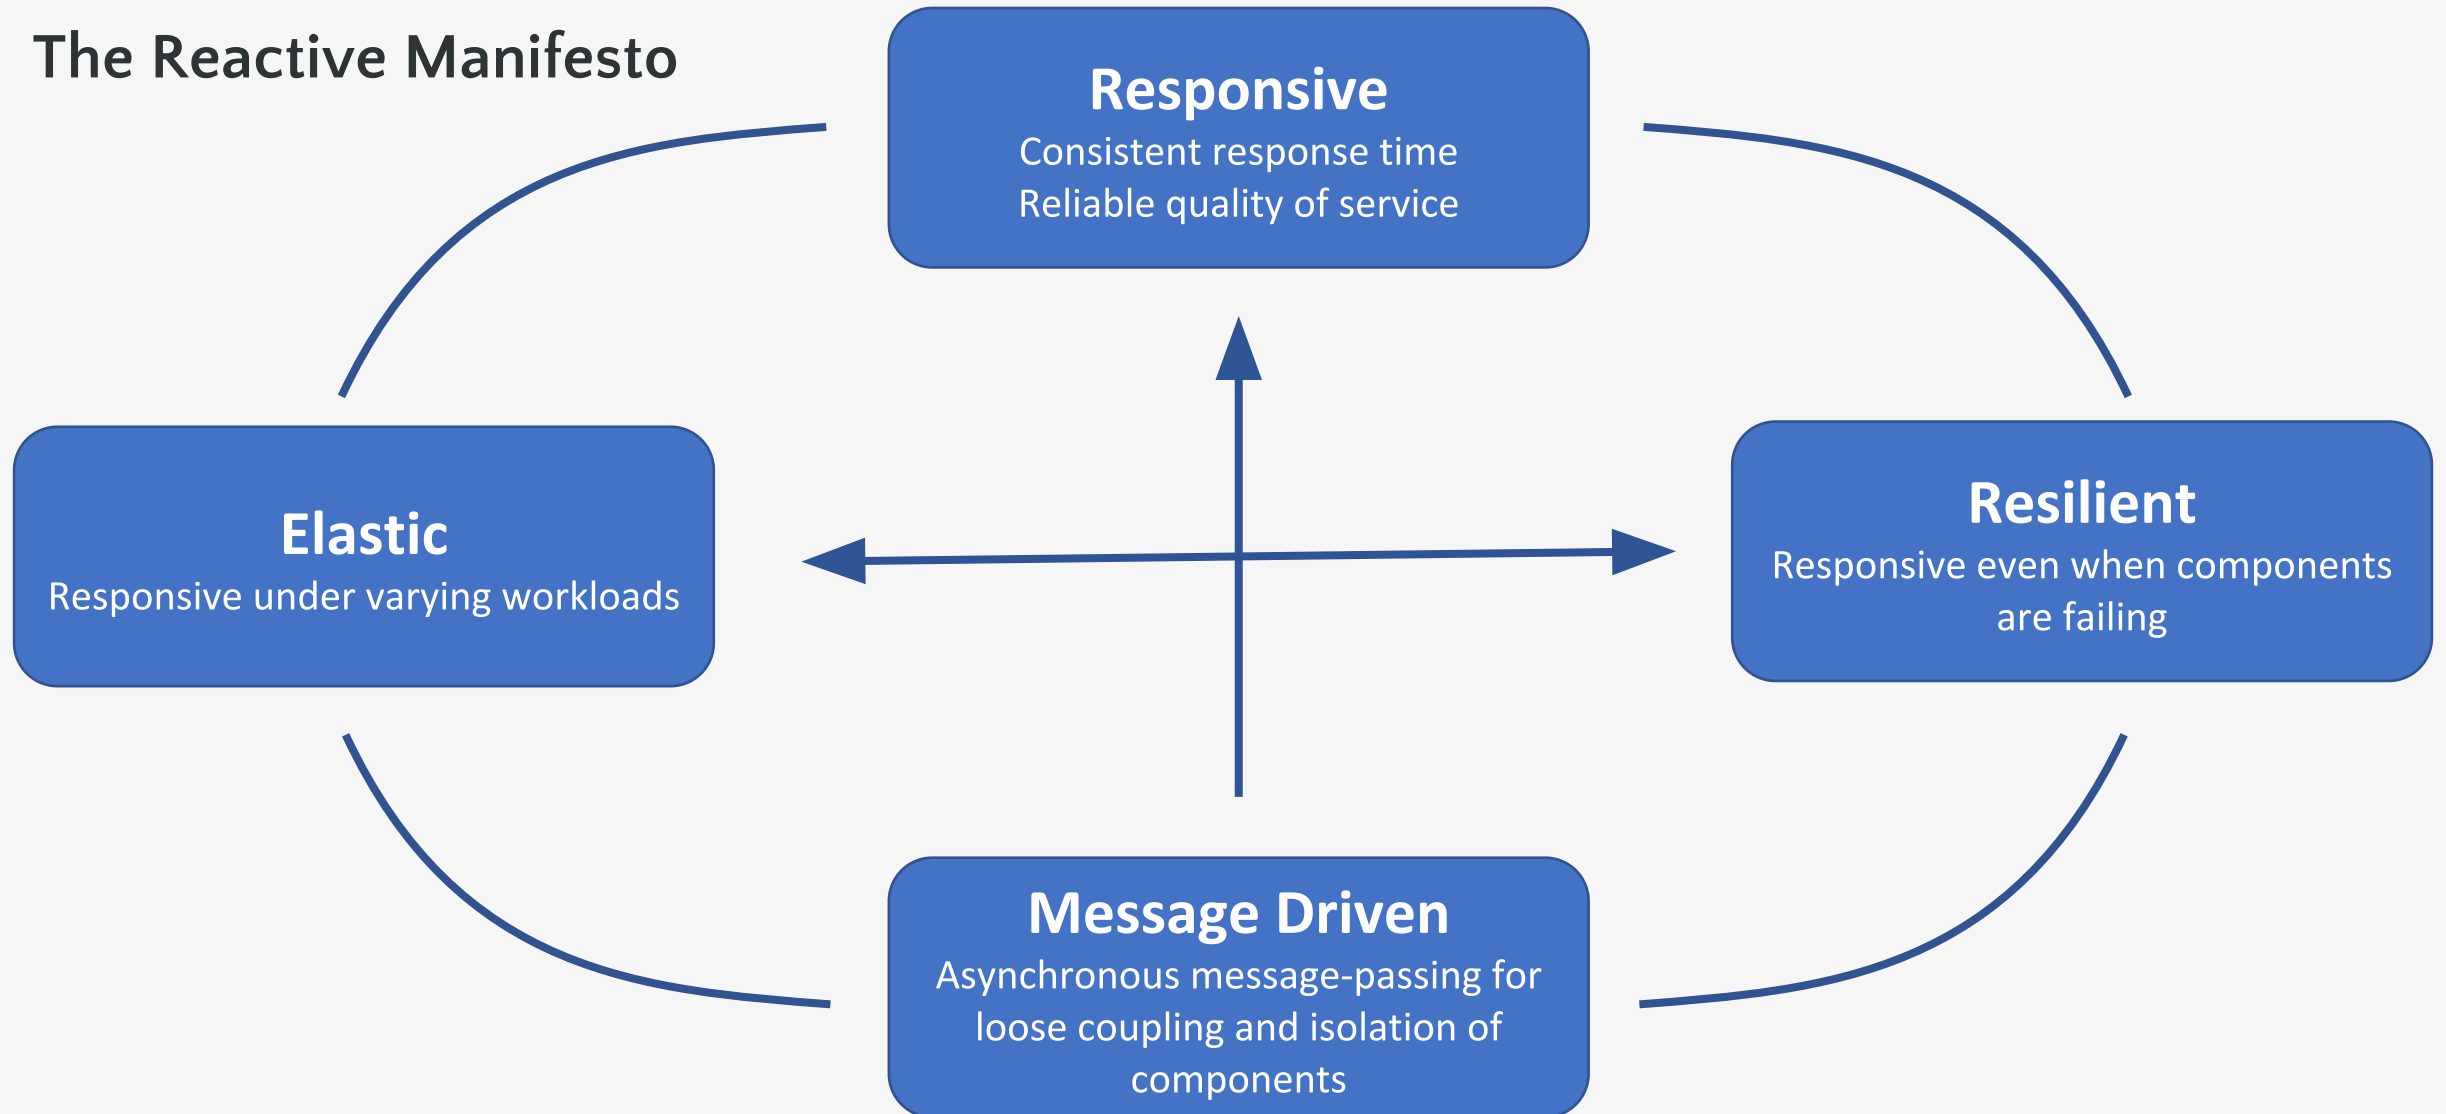 The Reactive Manifesto
Responsive
Consistent response time
Reliable quality of service
Elastic
Responsive under varying workloads
Resilient
Responsive even when components
are failing
Message Driven
Asynchronous message-passing for
loose coupling and isolation of
components